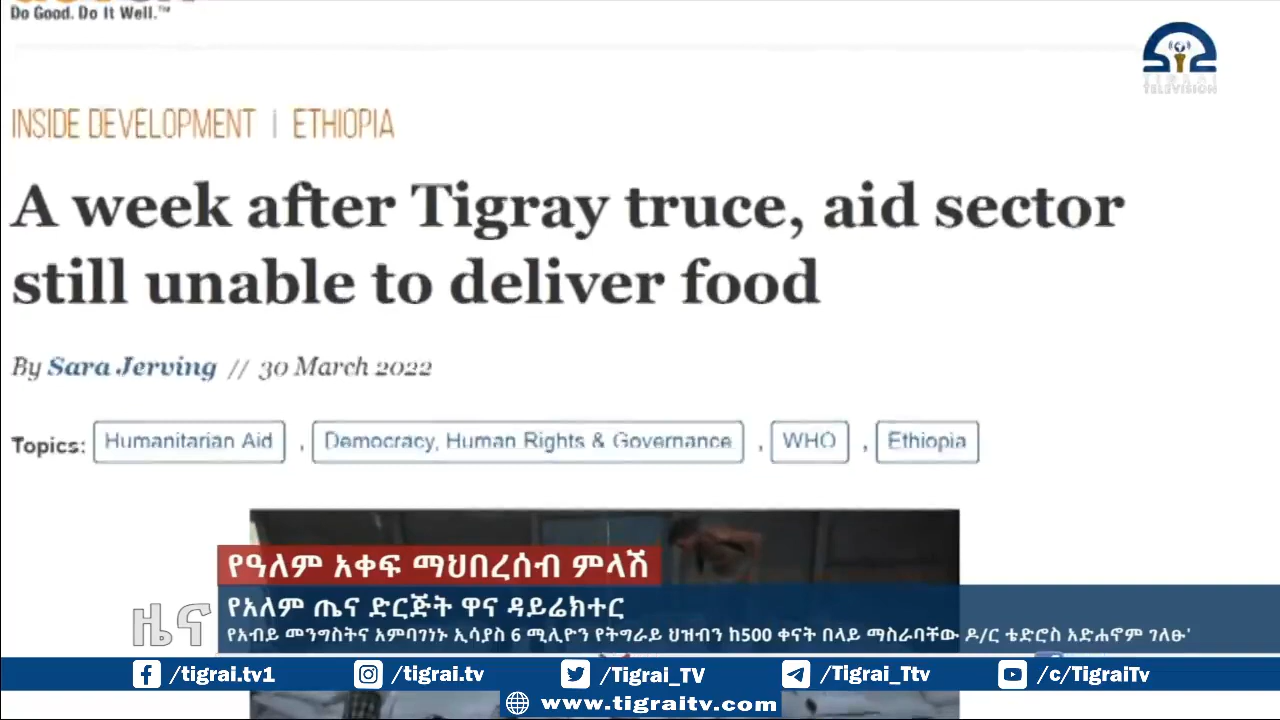 Do Good. Do It Well.™
TIGRAI
TELEVISION
INSIDE DEVELOPMENT | ETHIOPIA
A week after Tigray truce, aid sector
still unable to deliver food
By Sara Jerving // 30 March 2022
Topics: Humanitarian Aid , Democracy, Human Rights & Governance , WHO , Ethiopia
የዓለም አቀፍ ማህበረሰብ ምላሽ
ዜና
የአለም ጤና ድርጅት ዋና ዳይሬክተር
የአብይ መንግስትና አምባገነኑ ኢሳያስ 6 ሚሊዮን የትግራይ ህዝብን ከ500 ቀናት በላይ ማስራባቸው ዶ/ር ቴድሮስ አድሐኖም ገለፁ'
/tigrai.tv1 /tigrai.tv /Tigrai_TV /Tigrai_Ttv /c/TigraiTv
www.tigraitv.com